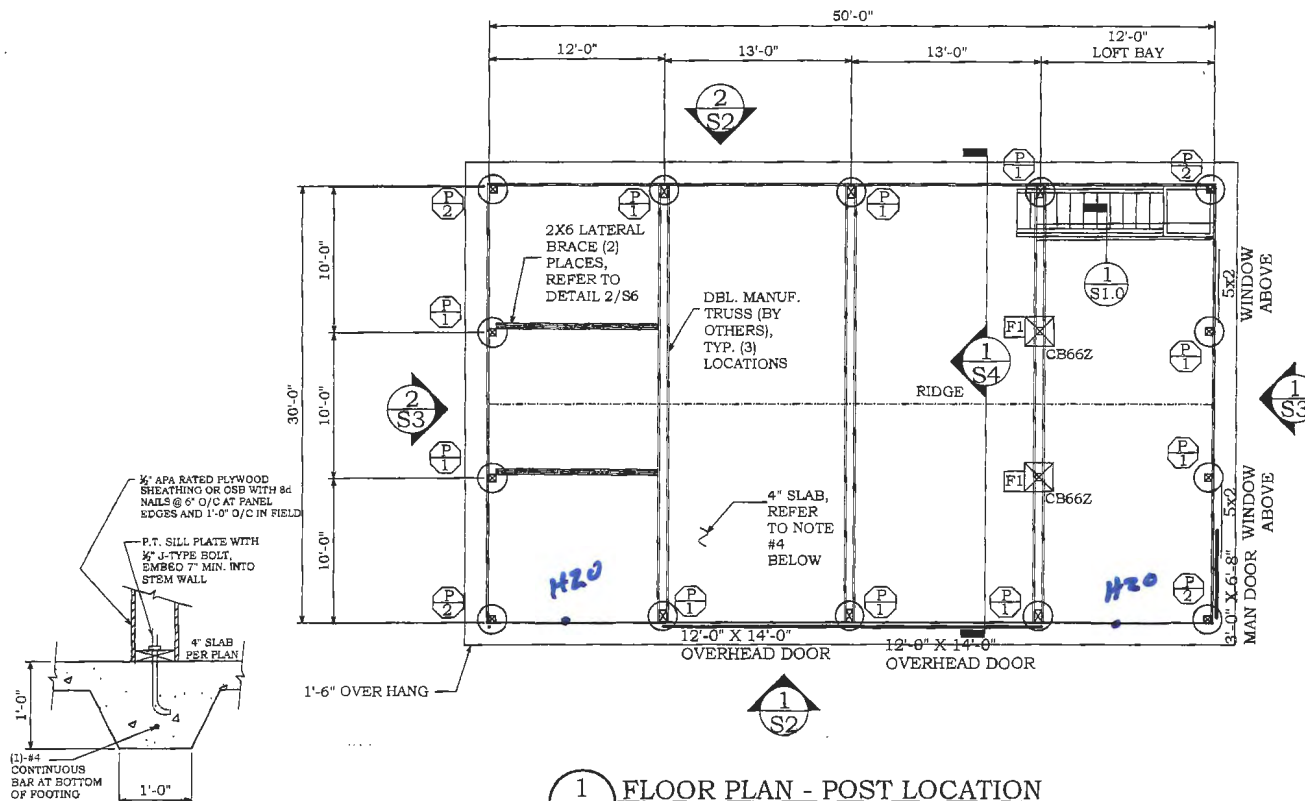 50'-0"
12'-0"
13'-0"
13'-0"
12'-0"
LOFT BAY
2
S2
P
1
P
2
P
2
P
1
P
1
2X6 LATERAL
BRACE (2)
PLACES,
REFER TO
DETAIL 2/S6
DBL. MANUF.
TRUSS (BY
OTHERS),
TYP. (3)
LOCATIONS
1
S1.0
5x2
WINDOW
ABOVE
10'-0"
P
1
F1
CB66Z
1
S4
P
1
RIDGE
30'-0"
10'-0"
2
S3
1
S3
P
1
P
1
F1
CB66Z
5x2
WINDOW
ABOVE
4" SLAB,
REFER
TO NOTE
#4
BELOW
10'-0"
H20
H20
P
2
P
1
P
1
P
1
P
2
3'-0" X 6'-8"
MAN DOOR
12'-0" X 14'-0"
OVERHEAD DOOR
12'-0" X 14'-0"
OVERHEAD DOOR
1'-6" OVER HANG
1
S2
½" APA RATED PLYWOOD
SHEATHING OR OSB WITH 8d
NAILS @ 6" O/C AT PANEL
EDGES AND 1'-0" O/C IN FIELD
P.T. SILL PLATE WITH
½" J-TYPE BOLT,
EMBED 7" MIN. INTO
STEM WALL
4" SLAB
PER PLAN
1'-0"
(1)-#4
CONTINUOUS
BAR AT BOTTOM
OF FOOTING
1'-0"
1
FLOOR PLAN - POST LOCATION